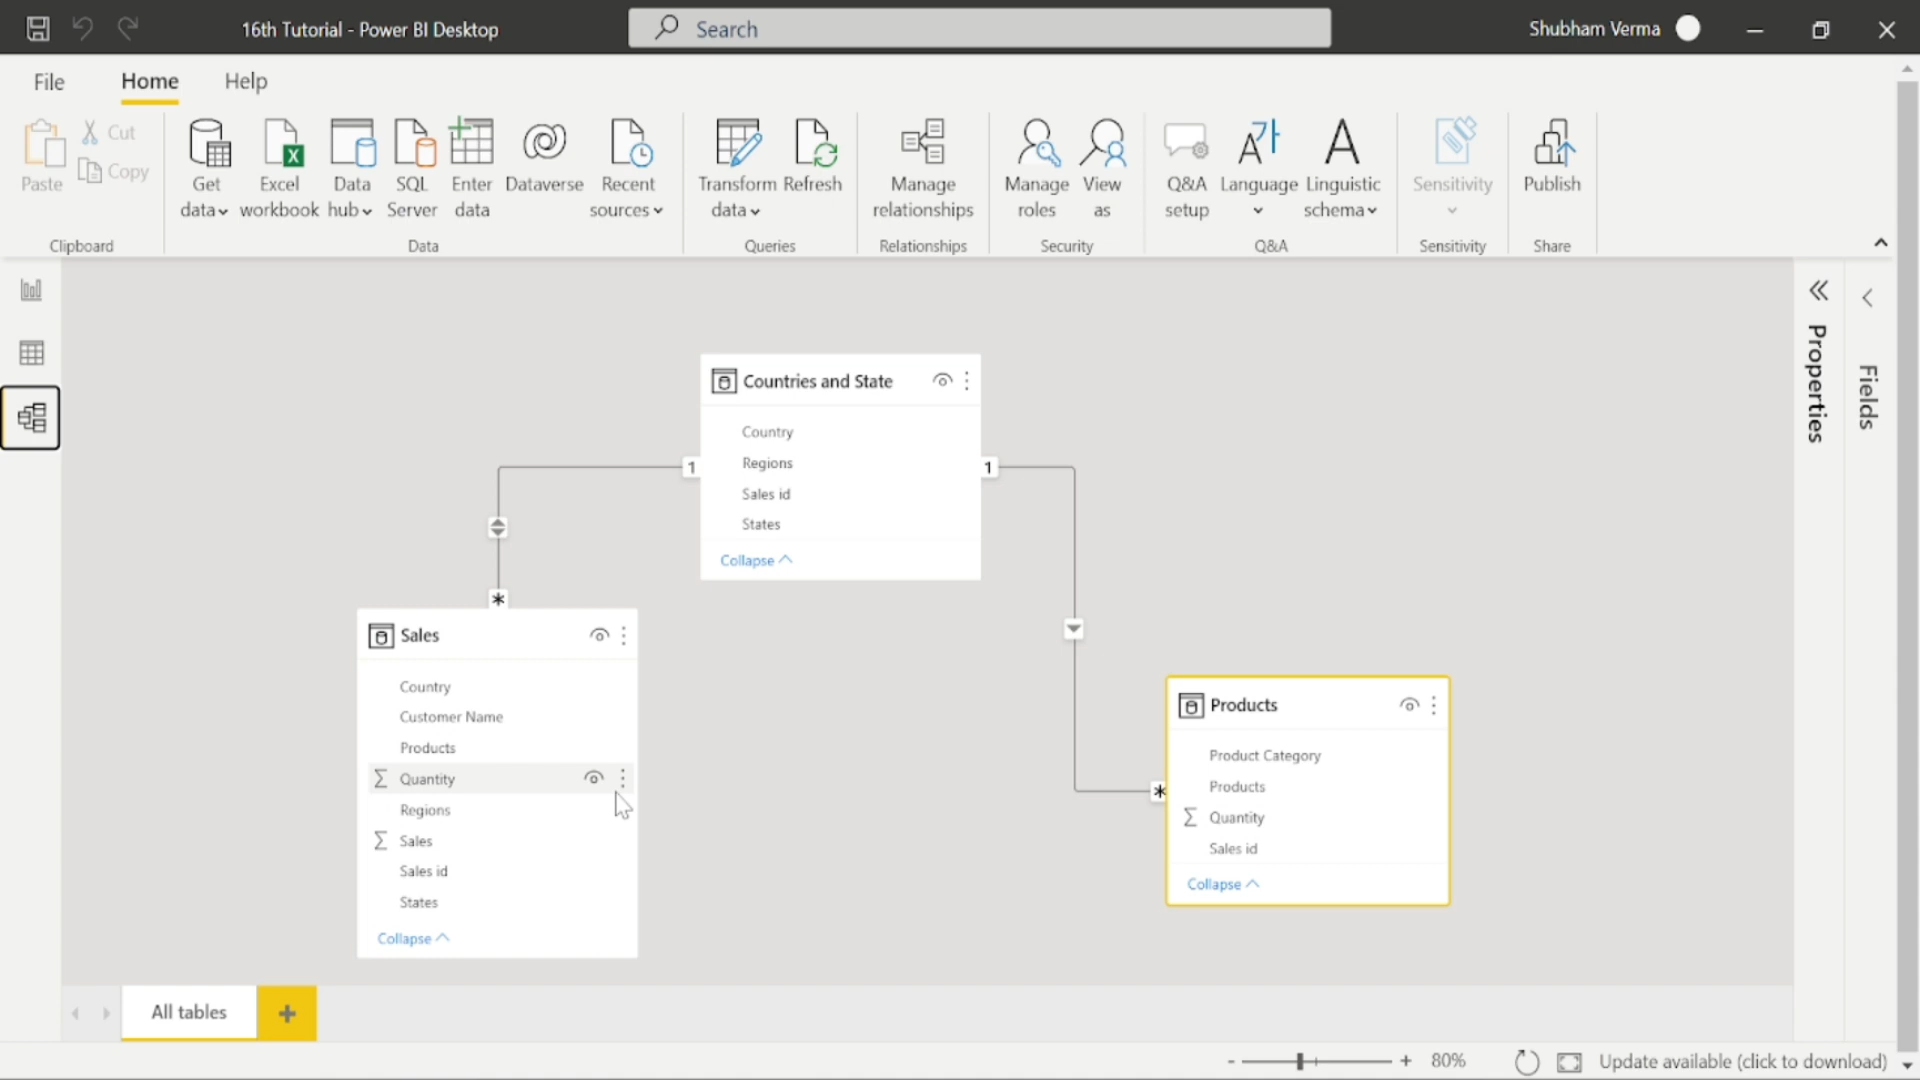 16th Tutorial - Power BI Desktop
Search
Shubham Verma
File Home Help
Paste
Cut
Copy
Clipboard
Get data
Excel workbook
Data hub
SQL Server
Enter data
Dataverse
Recent sources
Data
Transform data
Refresh
Queries
Manage relationships
Relationships
Manage roles
View as
Security
Q&A setup
Language
Linguistic schema
Q&A
Sensitivity
Sensitivity
Publish
Share
Properties
Fields
Countries and State
Country
Regions
Sales id
States
Collapse
1
1
*
*
Sales
Country
Customer Name
Products
Σ Quantity
Regions
Σ Sales
Sales id
States
Collapse
Products
Product Category
Products
Σ Quantity
Sales id
Collapse
All tables
+
- + 80%
Update available (click to download)